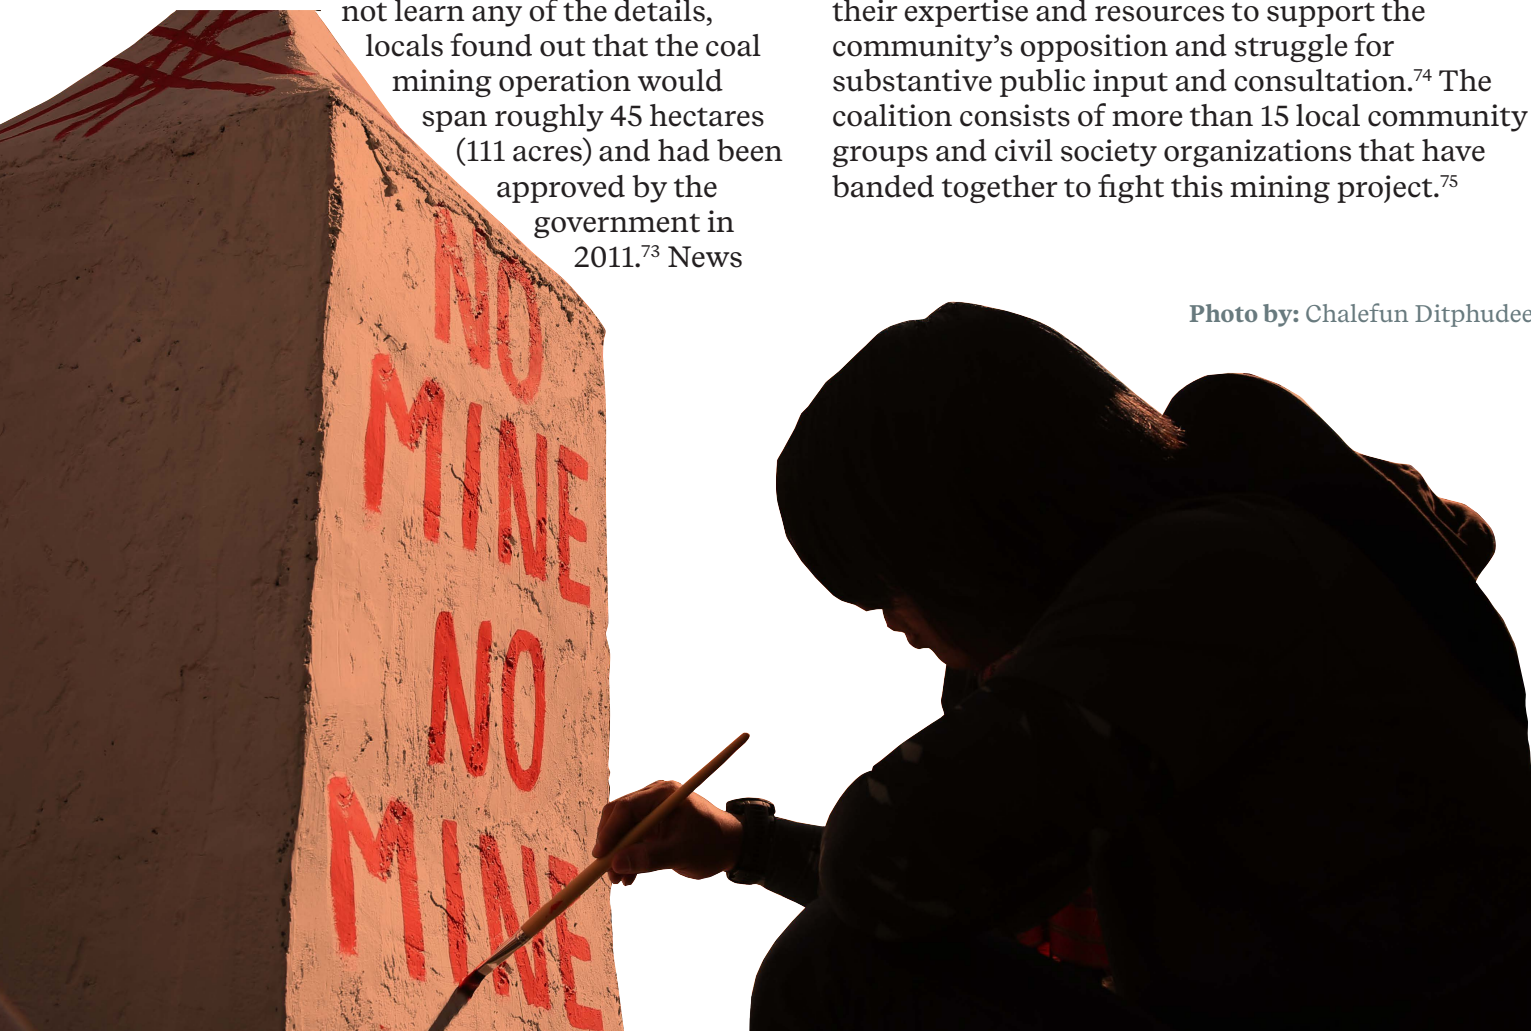 not learn any of the details,
locals found out that the coal
mining operation would
span roughly 45 hectares
(111 acres) and had been
approved by the
government in
2011.73 News
their expertise and resources to support the
community’s opposition and struggle for
substantive public input and consultation.74 The
coalition consists of more than 15 local community
groups and civil society organizations that have
banded together to fight this mining project.75
Photo by: Chalefun Ditphudee
NO
MINE
NO
MINE